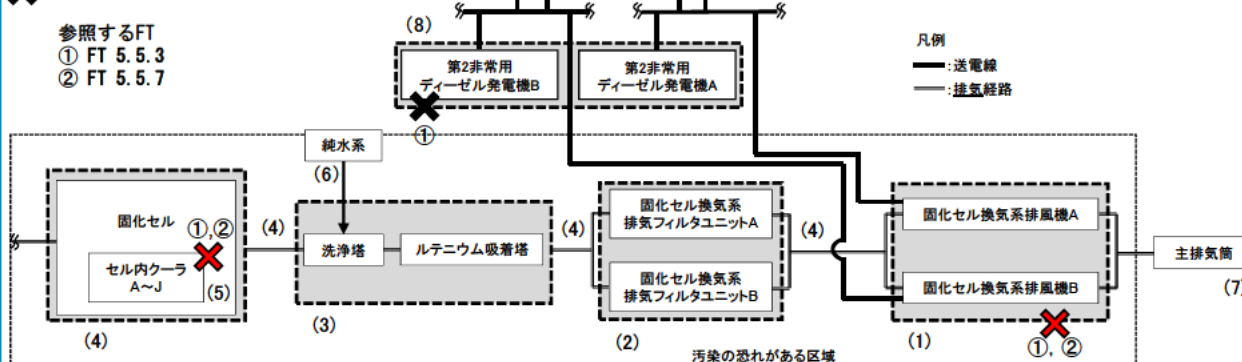 参照するFT
① FT 5.5.3
② FT 5.5.7
(8)
第2非常用
ディーゼル発電機B
第2非常用
ディーゼル発電機A
①
凡例
:送電線
:排気経路
純水系
(6)
固化セル
①,②
セル内クーラ
A~J
(5)
(4)
(4)
洗浄塔
ルテニウム吸着塔
(3)
(4)
固化セル換気系
排気フィルタユニットA
固化セル換気系
排気フィルタユニットB
(2)
(4)
固化セル換気系排風機A
固化セル換気系排風機B
(1)
①, ②
主排気筒
(7)
汚染の恐れがある区域